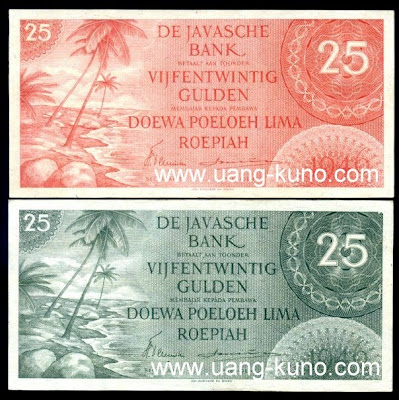 25
DE JAVASCHE
BANK
BETAALT AAN TOONDER
VIJFENTWINTIG
GULDEN
MEMBAJAR KEPADA PEMBAWA
DOEWA POELOEH LIMA
ROEPIAH
25
1946
www.uang-kuno.com
25
DE JAVASCHE
BANK
BETAALT AAN TOONDER
VIJFENTWINTIG
GULDEN
MEMBAJAR KEPADA PEMBAWA
DOEWA POELOEH LIMA
ROEPIAH
25
www.uang-kuno.com